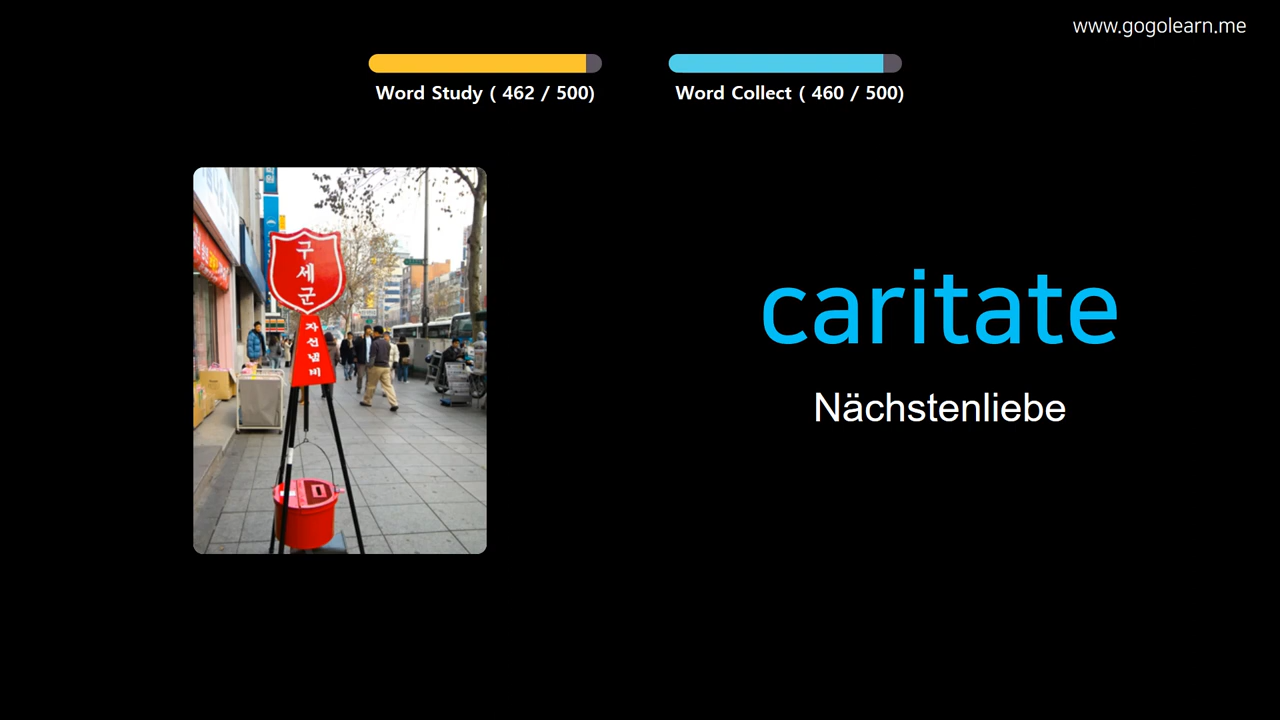 www.gogolearn.me
Word Study ( 462 / 500)
Word Collect ( 460 / 500)
구
세
군
자
선
냄
비
caritate
Nächstenliebe